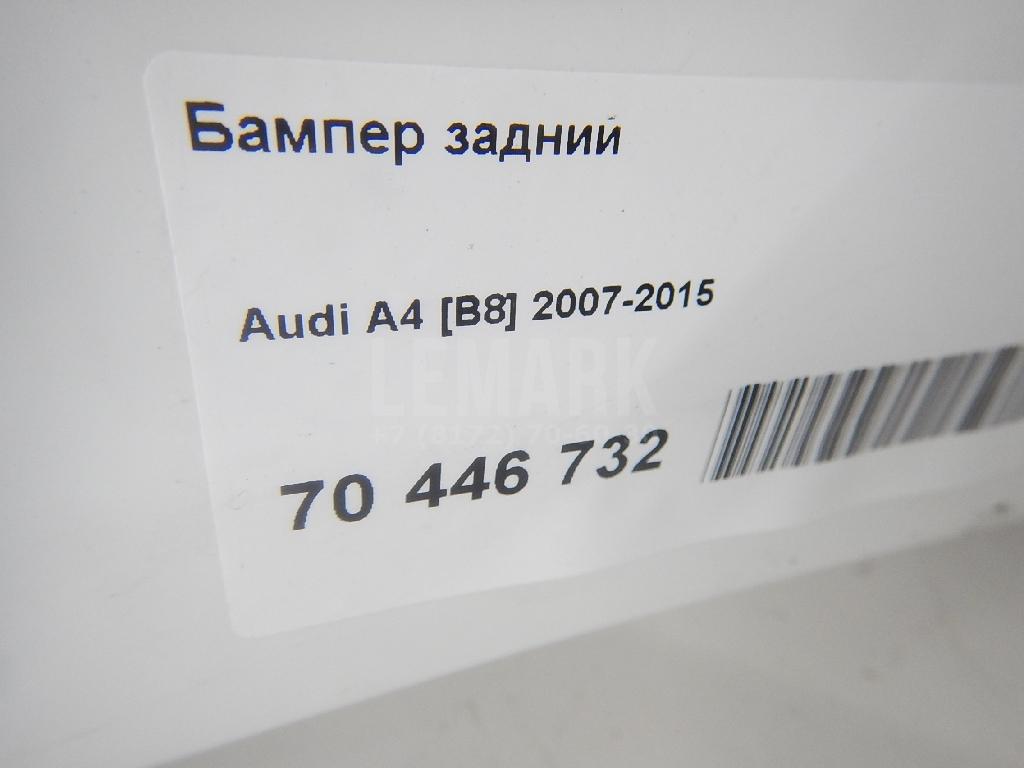 Бампер задний
Audi A4 [B8] 2007-2015
LEMARK
70 446 732